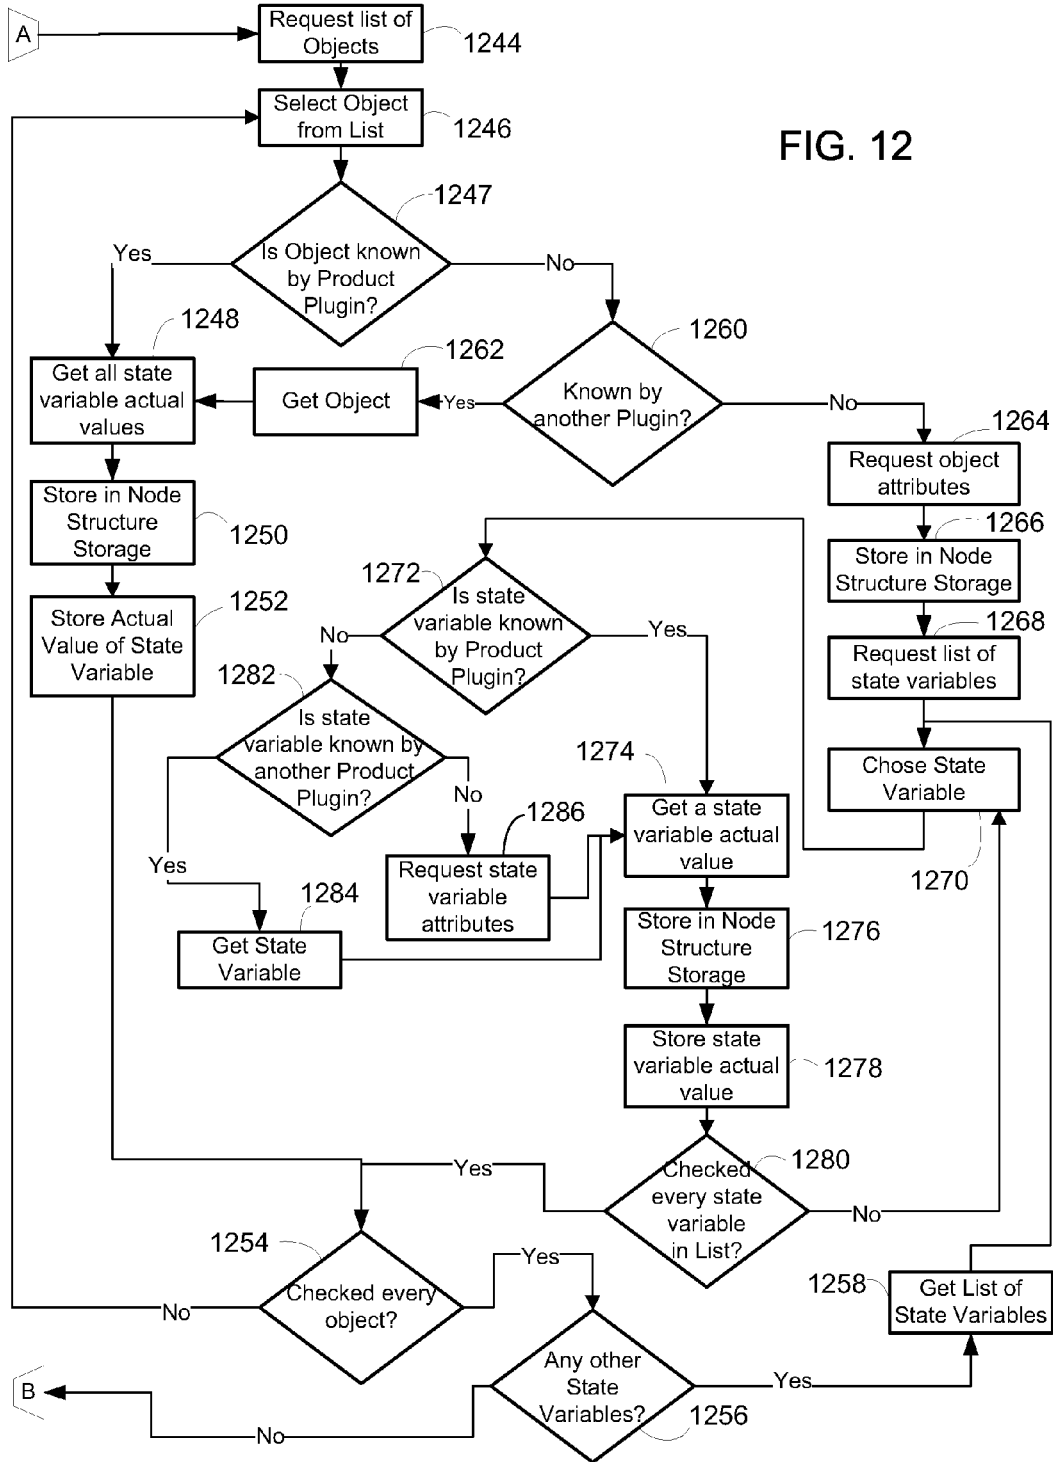 A
Request list of
Objects
1244
Select Object
from List
1246
FIG. 12
1247
Is Object known
by Product
Plugin?
Yes
No
1248
1262
1260
Get all state
variable actual
values
Get Object
Yes
Known by
another Plugin?
No
1264
Request object
attributes
Store in Node
Structure
Storage
1250
1266
Store in Node
Structure Storage
1272
Is state
variable known
by Product
Plugin?
No
Yes
1252
Store Actual
Value of State
Variable
1268
Request list of
state variables
1282
Is state
variable known by
another Product
Plugin?
1274
Chose State
Variable
No
1286
Get a state
variable actual
value
Yes
Request state
variable
attributes
1270
1284
Get State
Variable
Store in Node
Structure
Storage
1276
Store state
variable actual
value
1278
Yes
Checked
every state
variable
in List?
1280
No
1254
Checked every
object?
Yes
No
1258
Get List of
State Variables
Any other
State
Variables?
Yes
1256
B
No